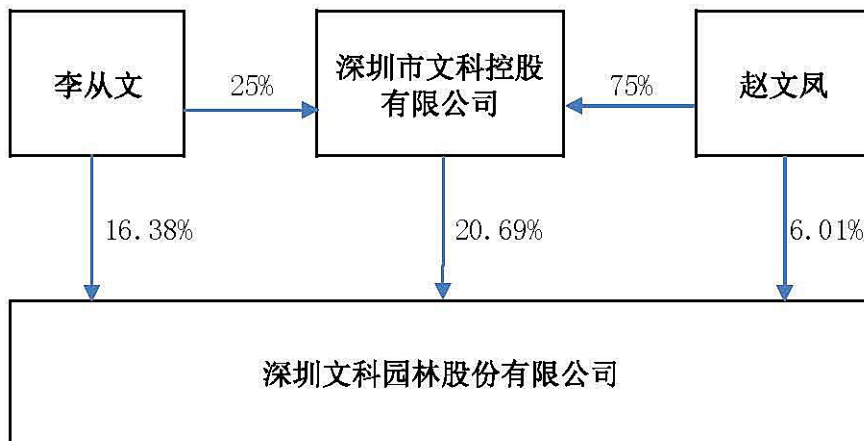 李从文
25%
深圳市文科控股
有限公司
75%
赵文凤
16.38%
20.69%
6.01%
深圳文科园林股份有限公司